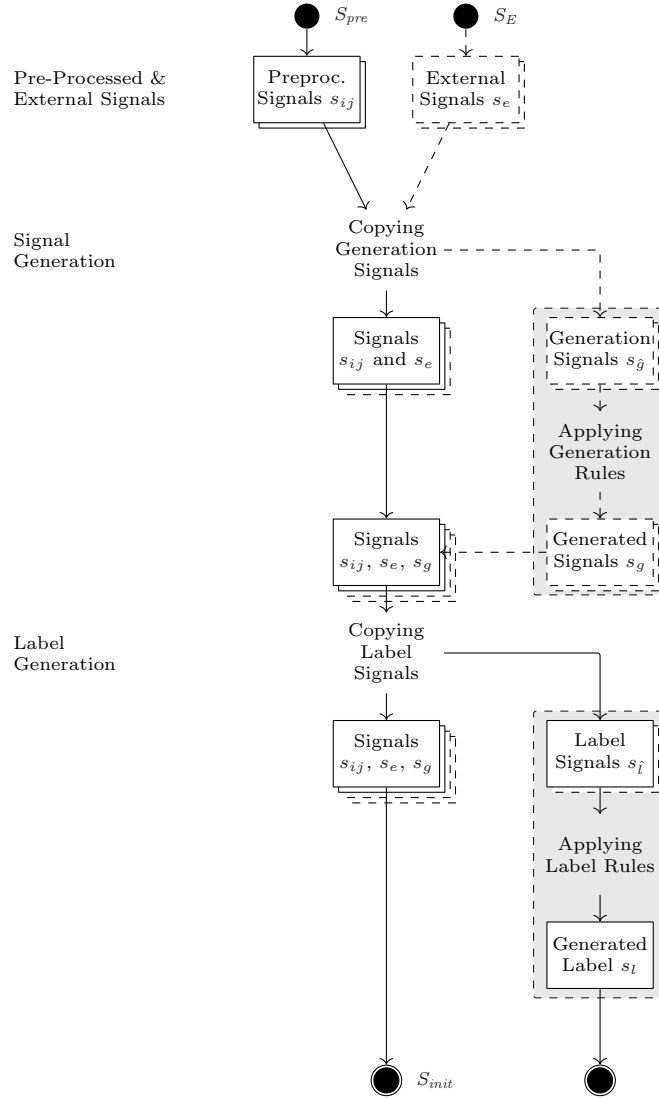 S_pre
S_E
Pre-Processed &
External Signals
Preproc.
Signals s_ij
External
Signals s_e
Signal
Generation
Copying
Generation
Signals
Signals
s_ij and s_e
Generation
Signals s_ĝ
Applying
Generation
Rules
Signals
s_ij, s_e, s_g
Generated
Signals s_g
Label
Generation
Copying
Label
Signals
Signals
s_ij, s_e, s_g
Label
Signals s_l̂
Applying
Label Rules
Generated
Label s_l
S_init